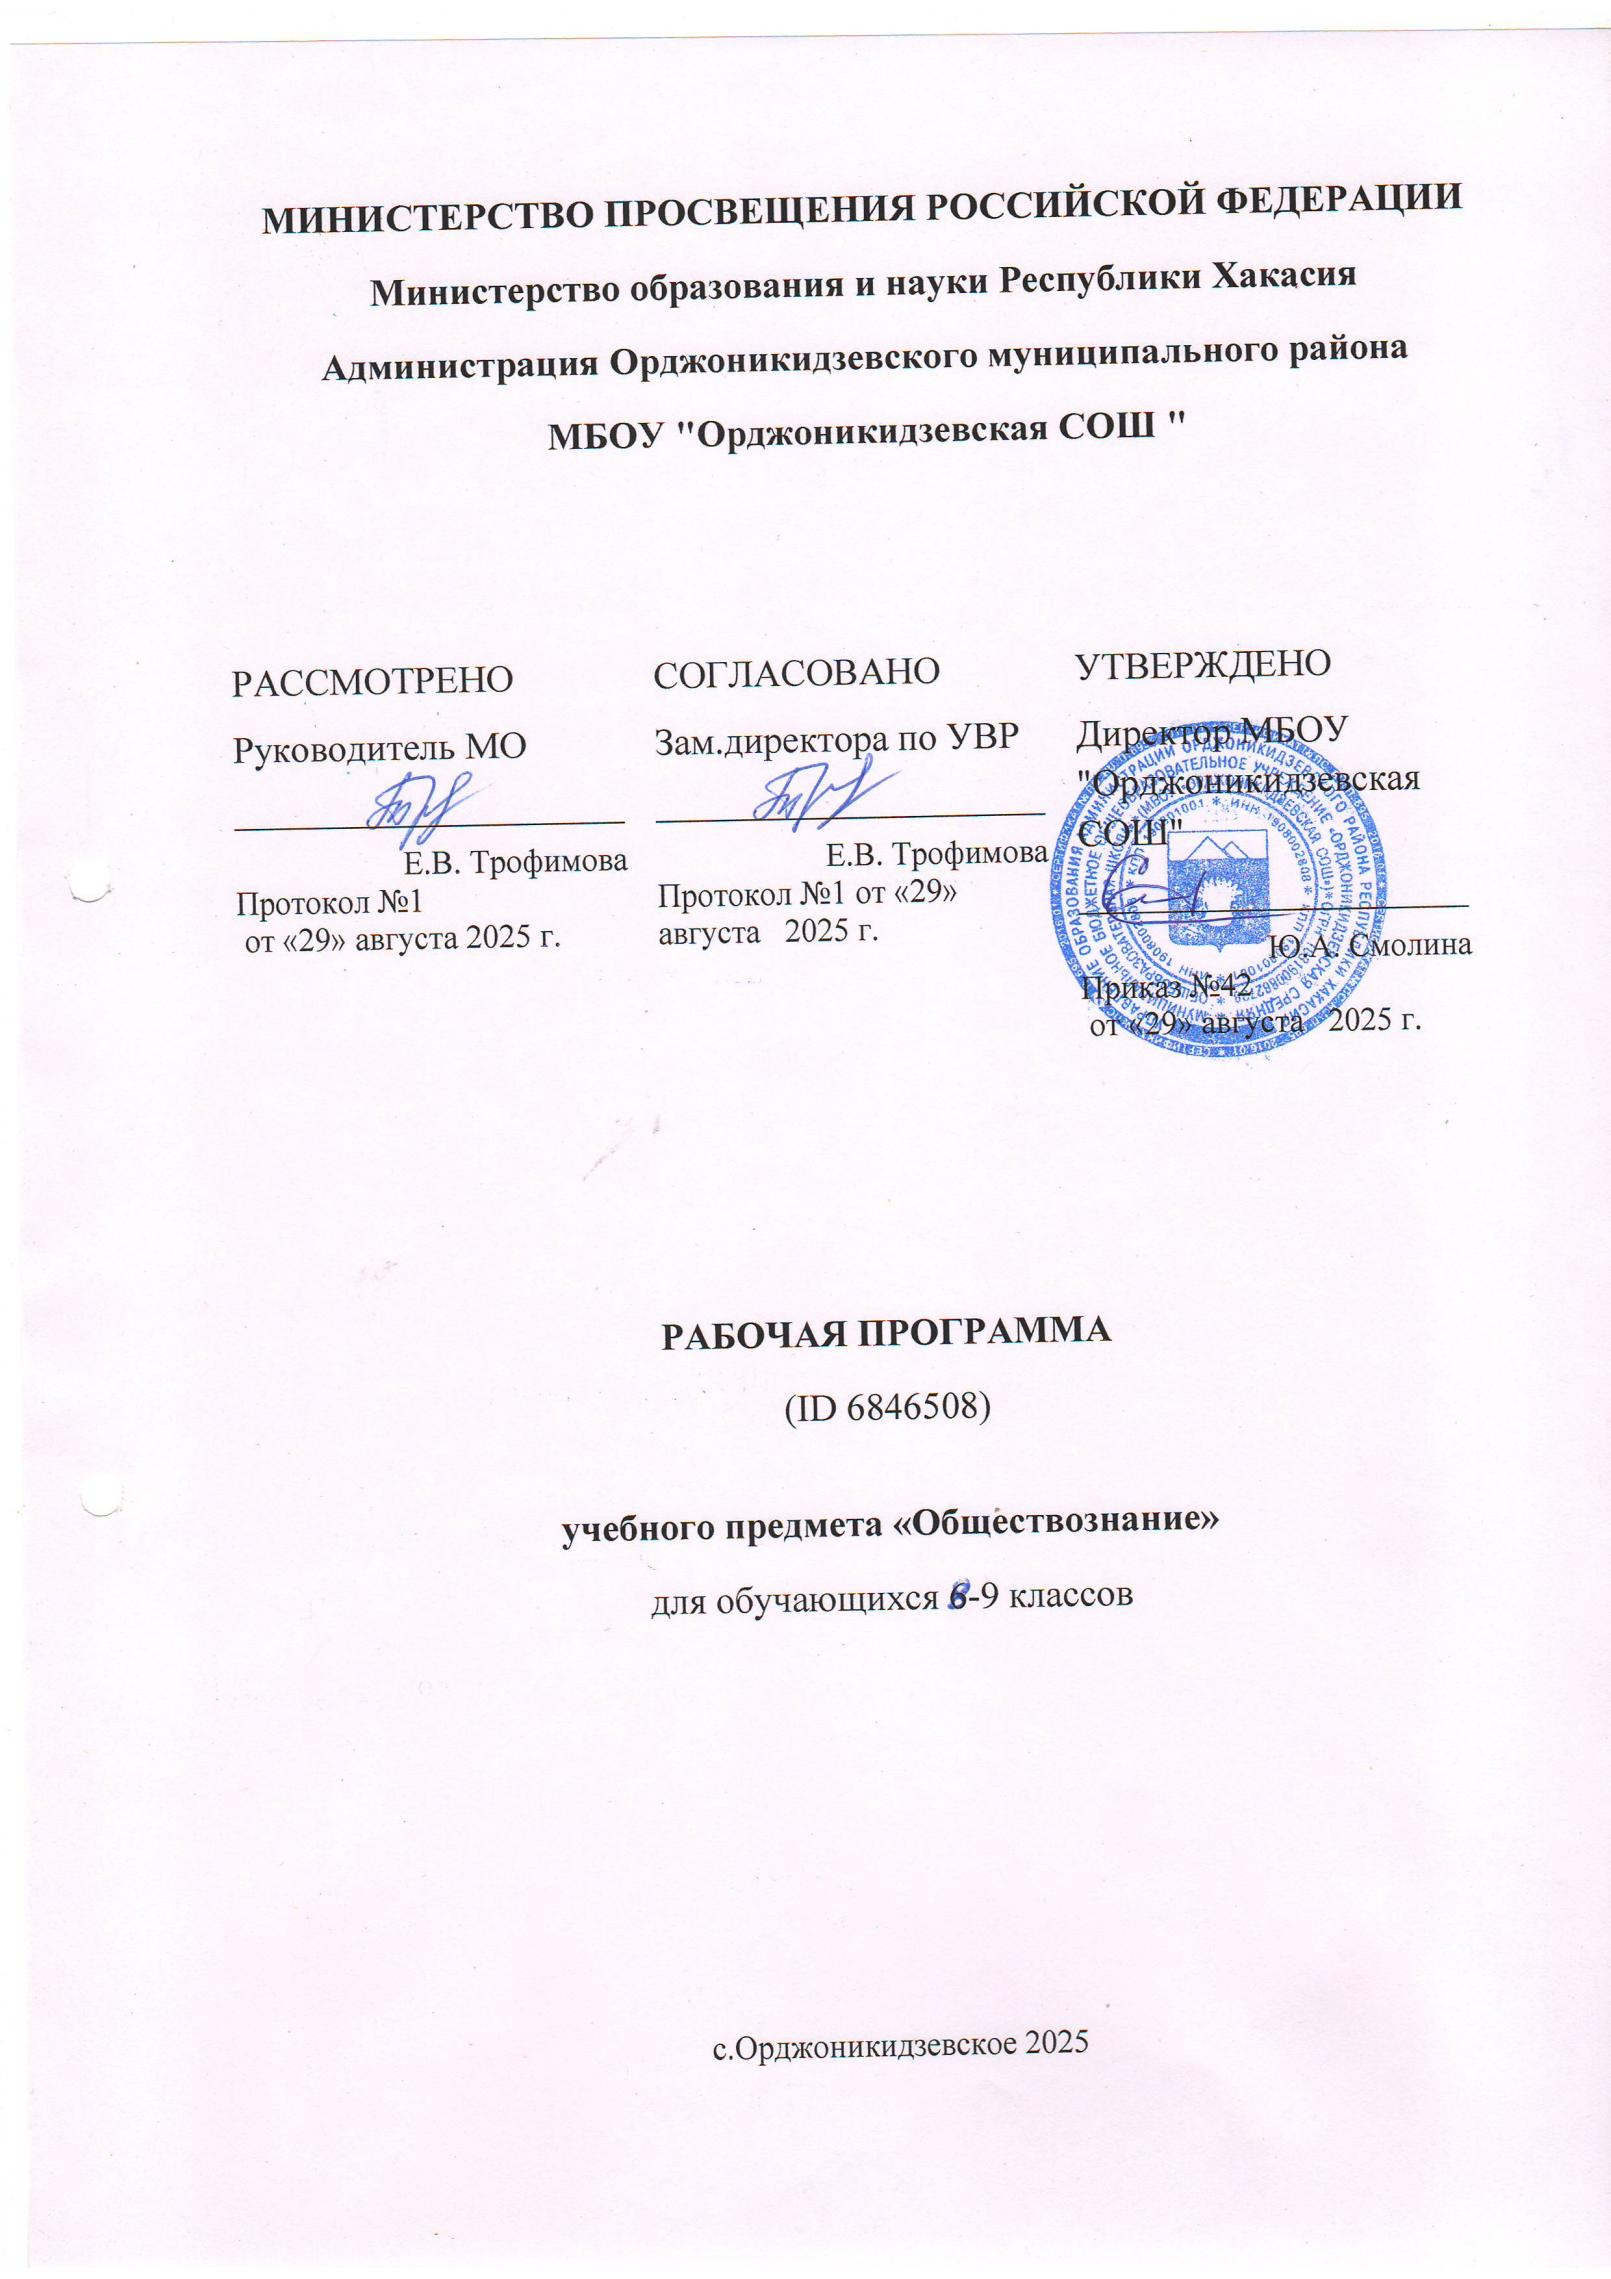 МИНИСТЕРСТВО ПРОСВЕЩЕНИЯ РОССИЙСКОЙ ФЕДЕРАЦИИ
Министерство образования и науки Республики Хакасия
Администрация Орджоникидзевского муниципального района
МБОУ "Орджоникидзевская СОШ "
РАССМОТРЕНО
Руководитель МО
Е.В. Трофимова
Протокол №1
от «29» августа 2025 г.
СОГЛАСОВАНО
Зам.директора по УВР
Е.В. Трофимова
Протокол №1 от «29»
августа 2025 г.
УТВЕРЖДЕНО
Директор МБОУ
"Орджоникидзевская
СОШ"
Ю.А. Смолина
Приказ №42
от «29» августа 2025 г.
РАБОЧАЯ ПРОГРАММА
(ID 6846508)
учебного предмета «Обществознание»
для обучающихся 8-9 классов
с.Орджоникидзевское 2025